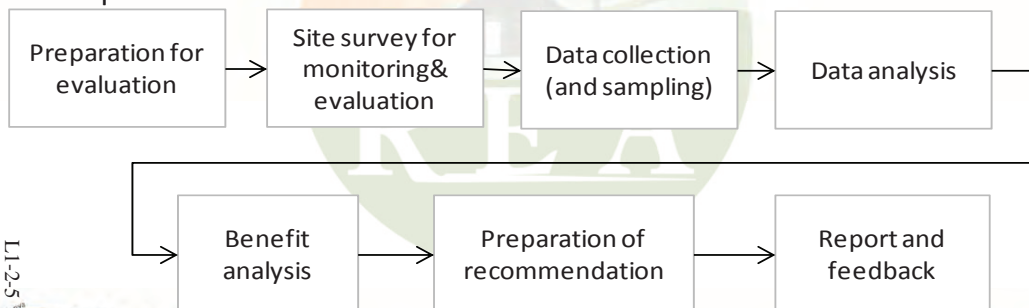 Preparation for
evaluation
Site survey for
monitoring&
evaluation
Data collection
(and sampling)
Data analysis
REA
Benefit
analysis
Preparation of
recommendation
Report and
feedback
L1-2-5